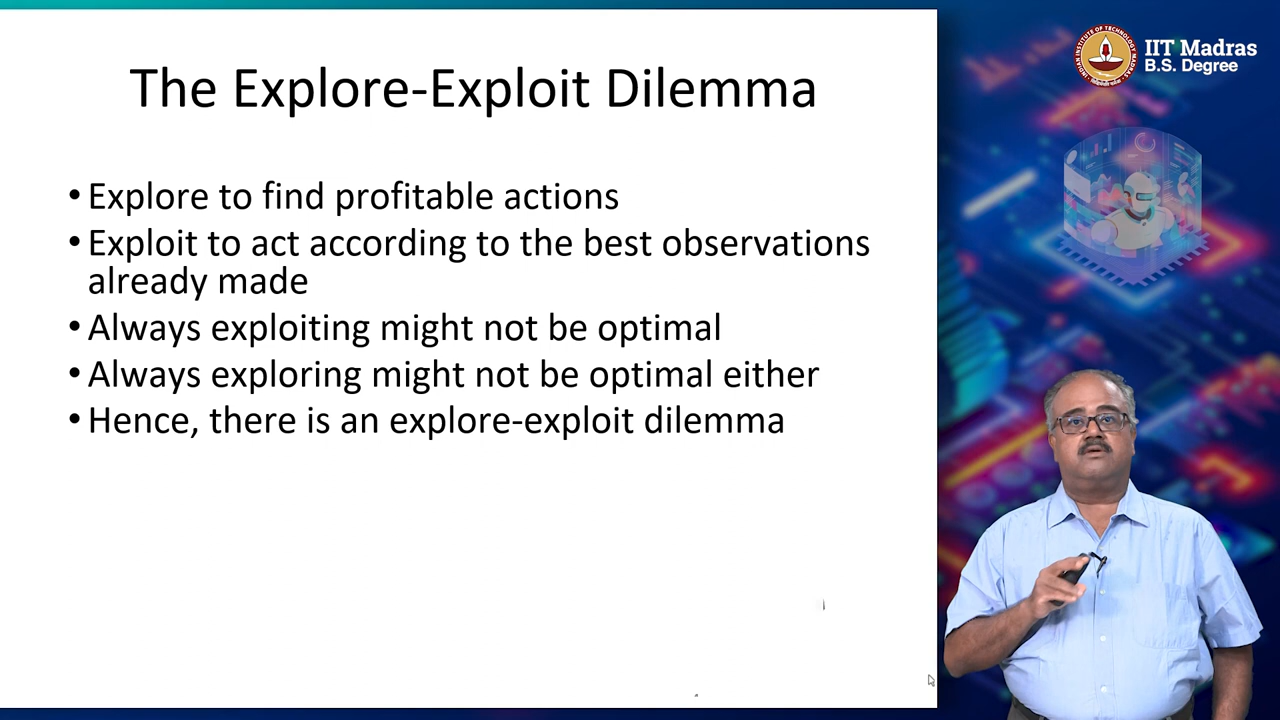 The Explore-Exploit Dilemma
• Explore to find profitable actions
• Exploit to act according to the best observations
already made
• Always exploiting might not be optimal
• Always exploring might not be optimal either
• Hence, there is an explore-exploit dilemma
IIT Madras
B.S. Degree